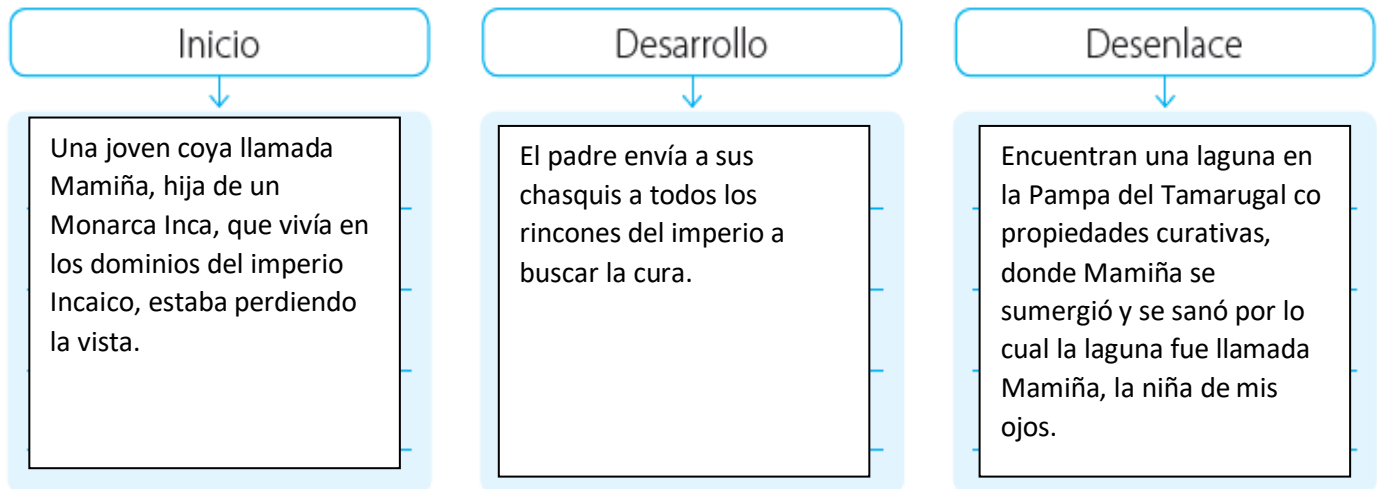 Inicio
Una joven coya llamada
Mamiña, hija de un
Monarca Inca, que vivía en
los dominios del imperio
Incaico, estaba perdiendo
la vista.
Desarrollo
El padre envía a sus
chasquis a todos los
rincones del imperio a
buscar la cura.
Desenlace
Encuentran una laguna en
la Pampa del Tamarugal co
propiedades curativas,
donde Mamiña se
sumergió y se sanó por lo
cual la laguna fue llamada
Mamiña, la niña de mis
ojos.